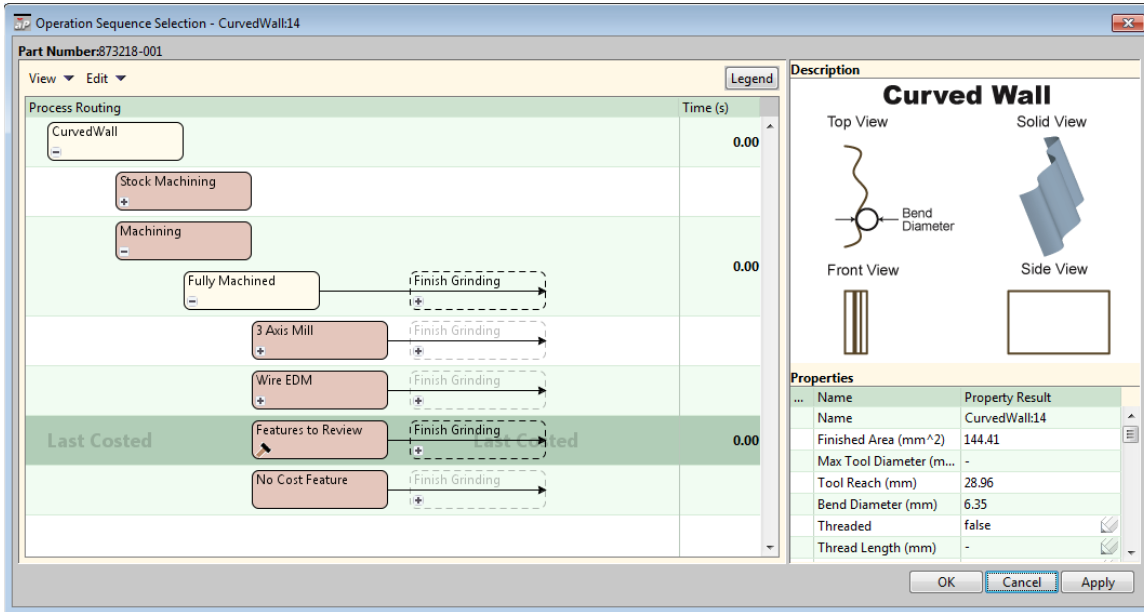 Operation Sequence Selection - CurvedWall:14
Part Number:873218-001
View Edit Legend
Process Routing Time (s)
CurvedWall 0.00
Stock Machining
Machining
0.00
Fully Machined Finish Grinding
3 Axis Mill Finish Grinding
Wire EDM Finish Grinding
Last Costed Features to Review Finish Grinding Last Costed 0.00
No Cost Feature Finish Grinding
Description
Curved Wall
Top View Solid View
Bend
Diameter
Front View Side View
Properties
... Name Property Result
Name CurvedWall:14
Finished Area (mm^2) 144.41
Max Tool Diameter (m... -
Tool Reach (mm) 28.96
Bend Diameter (mm) 6.35
Threaded false
Thread Length (mm) -
OK Cancel Apply